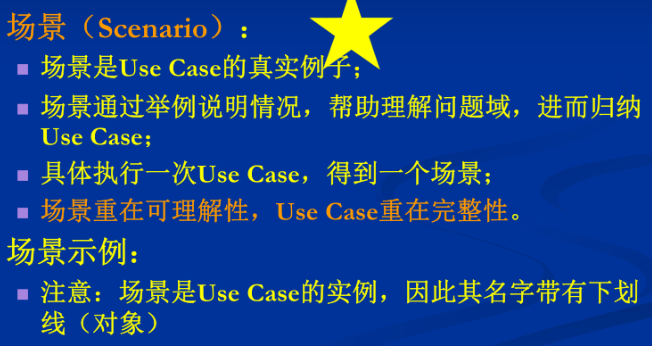 场景（Scenario）：
场景是Use Case的真实例子；
场景通过举例说明情况，帮助理解问题域，进而归纳
Use Case；
具体执行一次Use Case，得到一个场景；
场景重在可理解性，Use Case重在完整性。
场景示例：
注意：场景是Use Case的实例，因此其名字带有下划
线（对象）